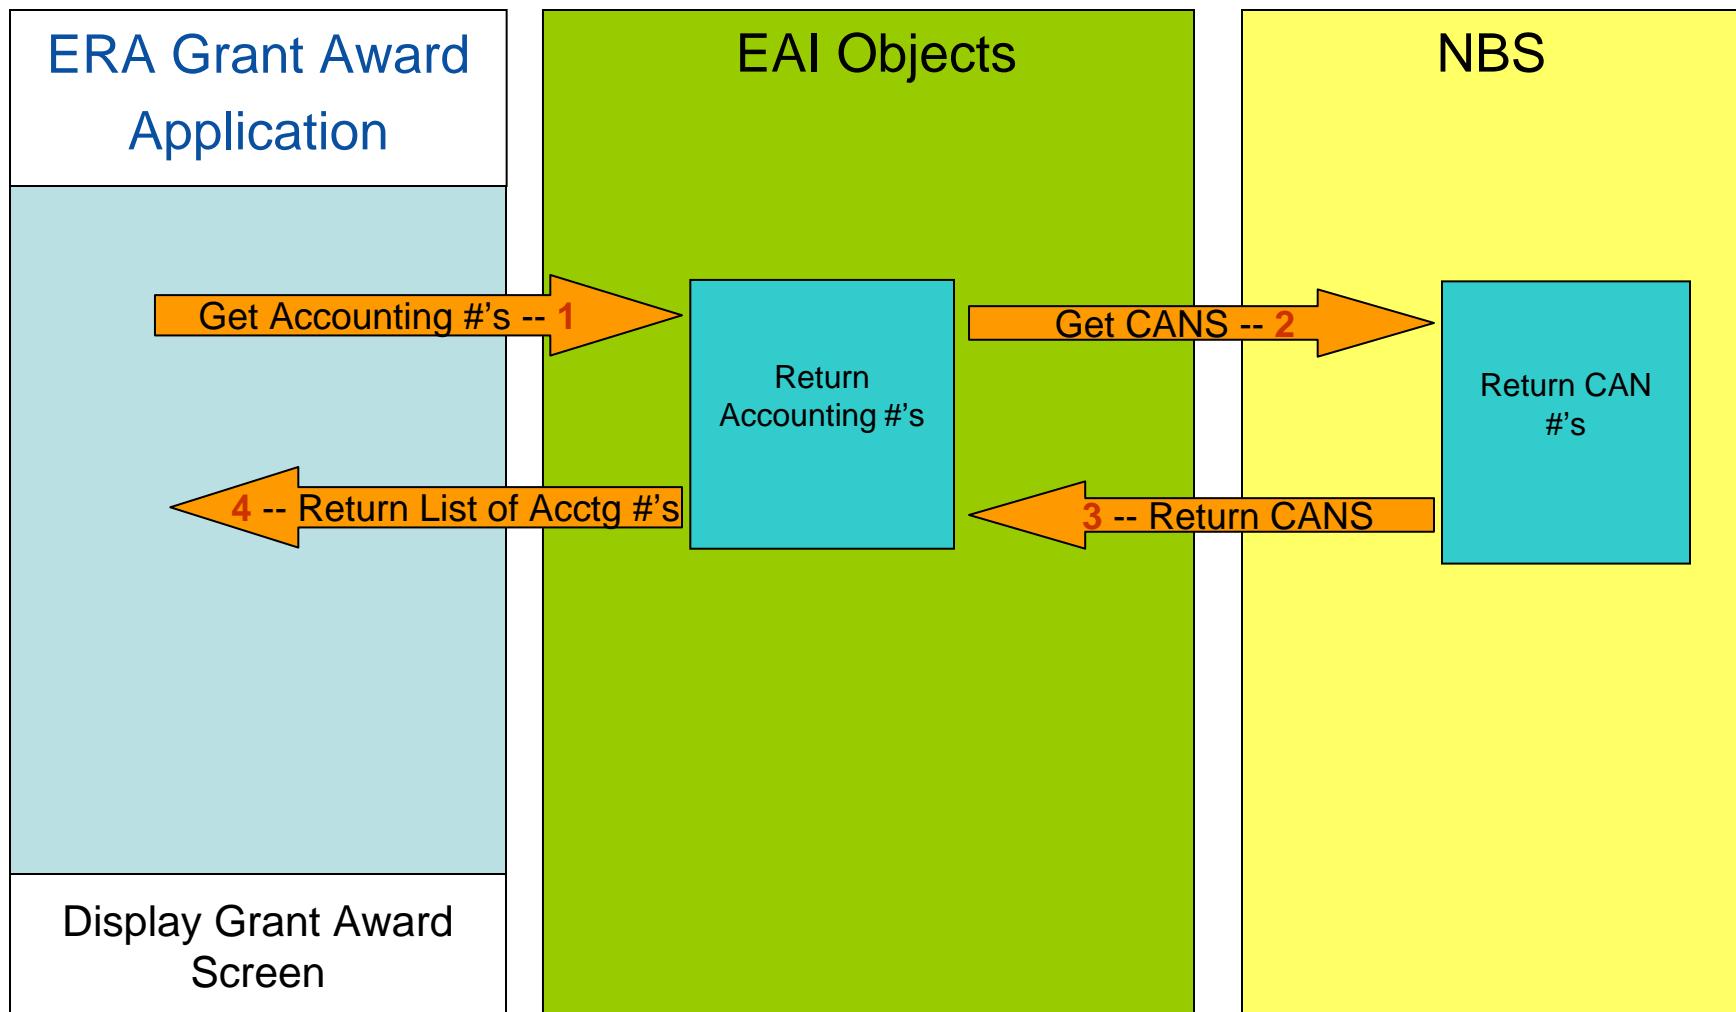 ERA Grant Award
Application
EAI Objects
NBS
Get Accounting #'s -- 1
Get CANS -- 2
Return
Accounting #'s
Return CAN
#'s
4 -- Return List of Acctg #'s
3 -- Return CANS
Display Grant Award
Screen